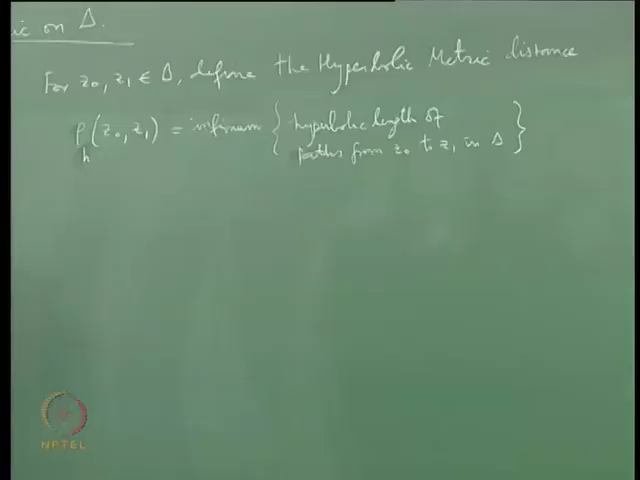 ic on Δ.
For z₀, z₁ ∈ Δ, define the Hyperbolic Metric distance
ρₕ(z₀, z₁) = infimum { hyperbolic length of
paths from z₀ to z₁ in Δ }
NPTEL